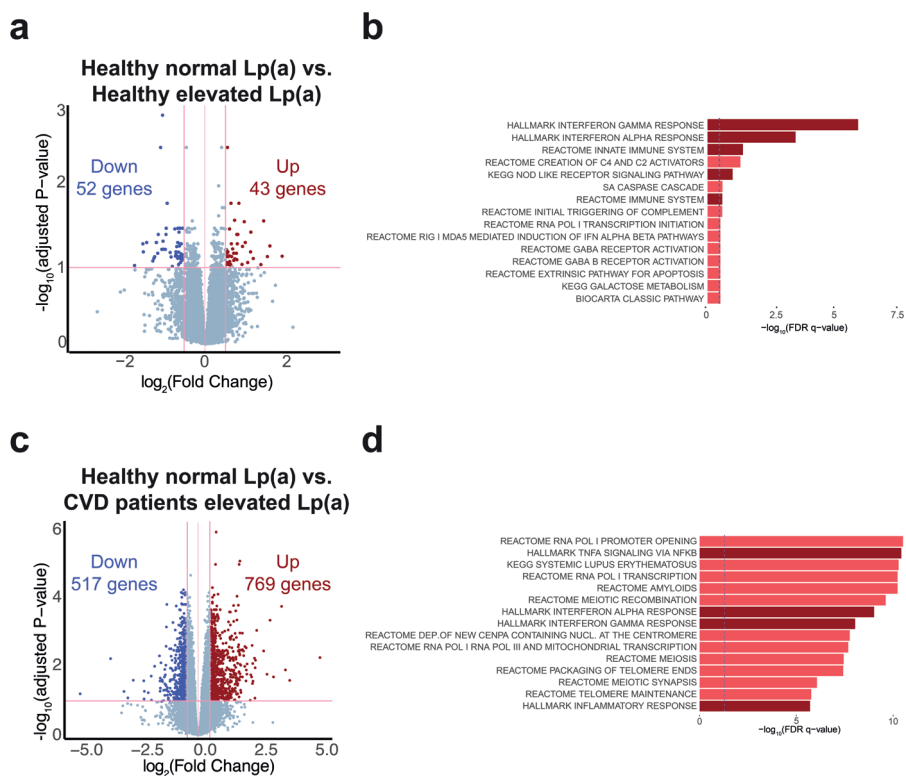 a
Healthy normal Lp(a) vs.
Healthy elevated Lp(a)
3
2
1
0
-log10(adjusted P-value)
Down
52 genes
Up
43 genes
−2
0
2
log2(Fold Change)
b
HALLMARK INTERFERON GAMMA RESPONSE
HALLMARK INTERFERON ALPHA RESPONSE
REACTOME INNATE IMMUNE SYSTEM
REACTOME CREATION OF C4 AND C2 ACTIVATORS
KEGG NOD LIKE RECEPTOR SIGNALING PATHWAY
SA CASPASE CASCADE
REACTOME IMMUNE SYSTEM
REACTOME INITIAL TRIGGERING OF COMPLEMENT
REACTOME RNA POL I TRANSCRIPTION INITIATION
REACTOME RIG I MDA5 MEDIATED INDUCTION OF IFN ALPHA BETA PATHWAYS
REACTOME GABA RECEPTOR ACTIVATION
REACTOME GABA B RECEPTOR ACTIVATION
REACTOME EXTRINSIC PATHWAY FOR APOPTOSIS
KEGG GALACTOSE METABOLISM
BIOCARTA CLASSIC PATHWAY
0
2.5
5
7.5
−log10(FDR q−value)
c
Healthy normal Lp(a) vs.
CVD patients elevated Lp(a)
6
4
2
0
-log10(adjusted P−value)
Down
517 genes
Up
769 genes
−5.0
−2.5
0.0
2.5
5.0
log2(Fold Change)
d
REACTOME RNA POL I PROMOTER OPENING
HALLMARK TNFA SIGNALING VIA NFKB
KEGG SYSTEMIC LUPUS ERYTHEMATOSUS
REACTOME RNA POL I TRANSCRIPTION
REACTOME AMYLOIDS
REACTOME MEIOTIC RECOMBINATION
HALLMARK INTERFERON ALPHA RESPONSE
HALLMARK INTERFERON GAMMA RESPONSE
REACTOME DEP.OF NEW CENPA CONTAINING NUCL. AT THE CENTROMERE
REACTOME RNA POL I RNA POL III AND MITOCHONDRIAL TRANSCRIPTION
REACTOME MEIOSIS
REACTOME PACKAGING OF TELOMERE ENDS
REACTOME MEIOTIC SYNAPSIS
REACTOME TELOMERE MAINTENANCE
HALLMARK INFLAMMATORY RESPONSE
0
5
10
−log10(FDR q−value)